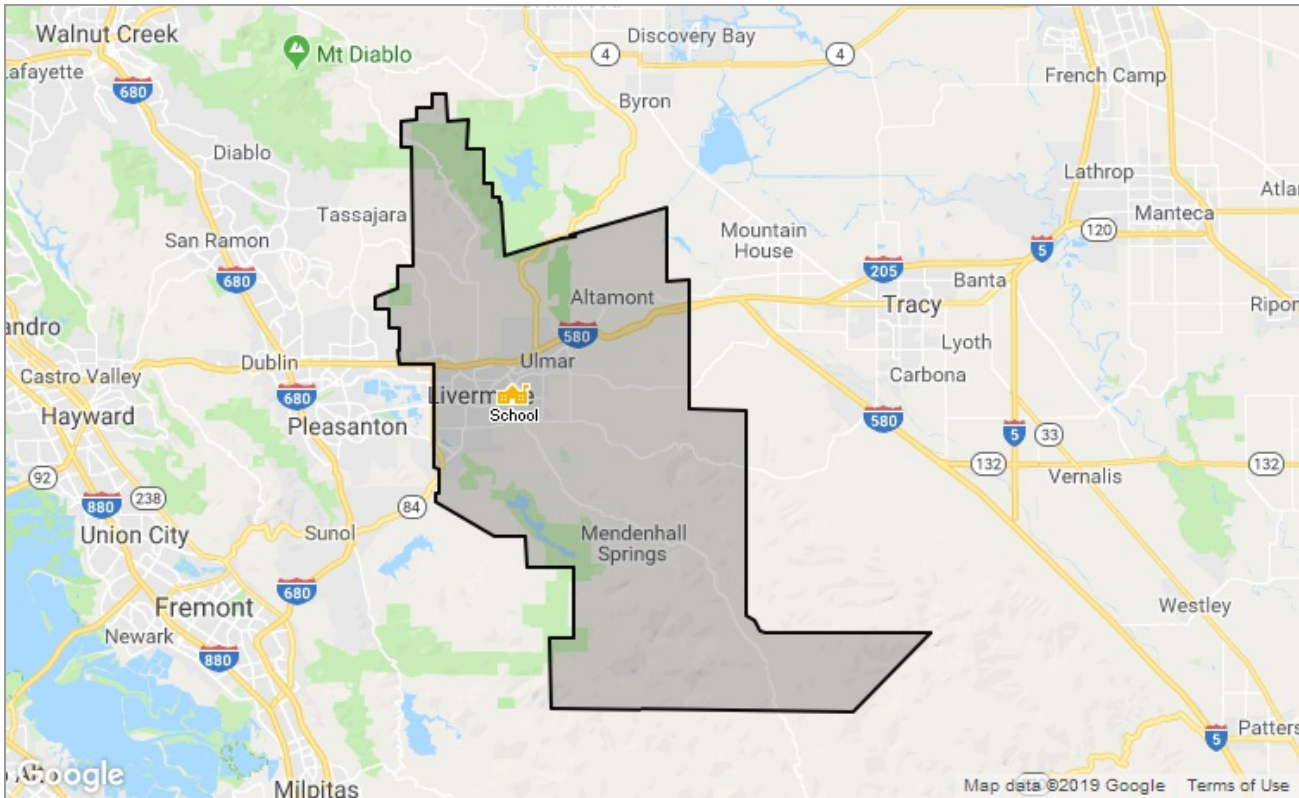 Walnut Creek
Lafayette
680
Mt Diablo
4
Discovery Bay
4
French Camp
Byron
Diablo
Lathrop
Atlan
Tassajara
Manteca
San Ramon
Mountain
House
120
5
680
205
Banta
Altamont
Tracy
Ripon
andro
580
Lyoth
Dublin
Ulmar
Castro Valley
Carbona
680
Livermore
Hayward
School
Pleasanton
580
5
33
92
132
132
880
238
84
Vernalis
Union City
Sunol
Mendenhall
Springs
680
Fremont
Westley
Newark
880
5
Patters
Google
Milpitas
Map data ©2019 Google
Terms of Use